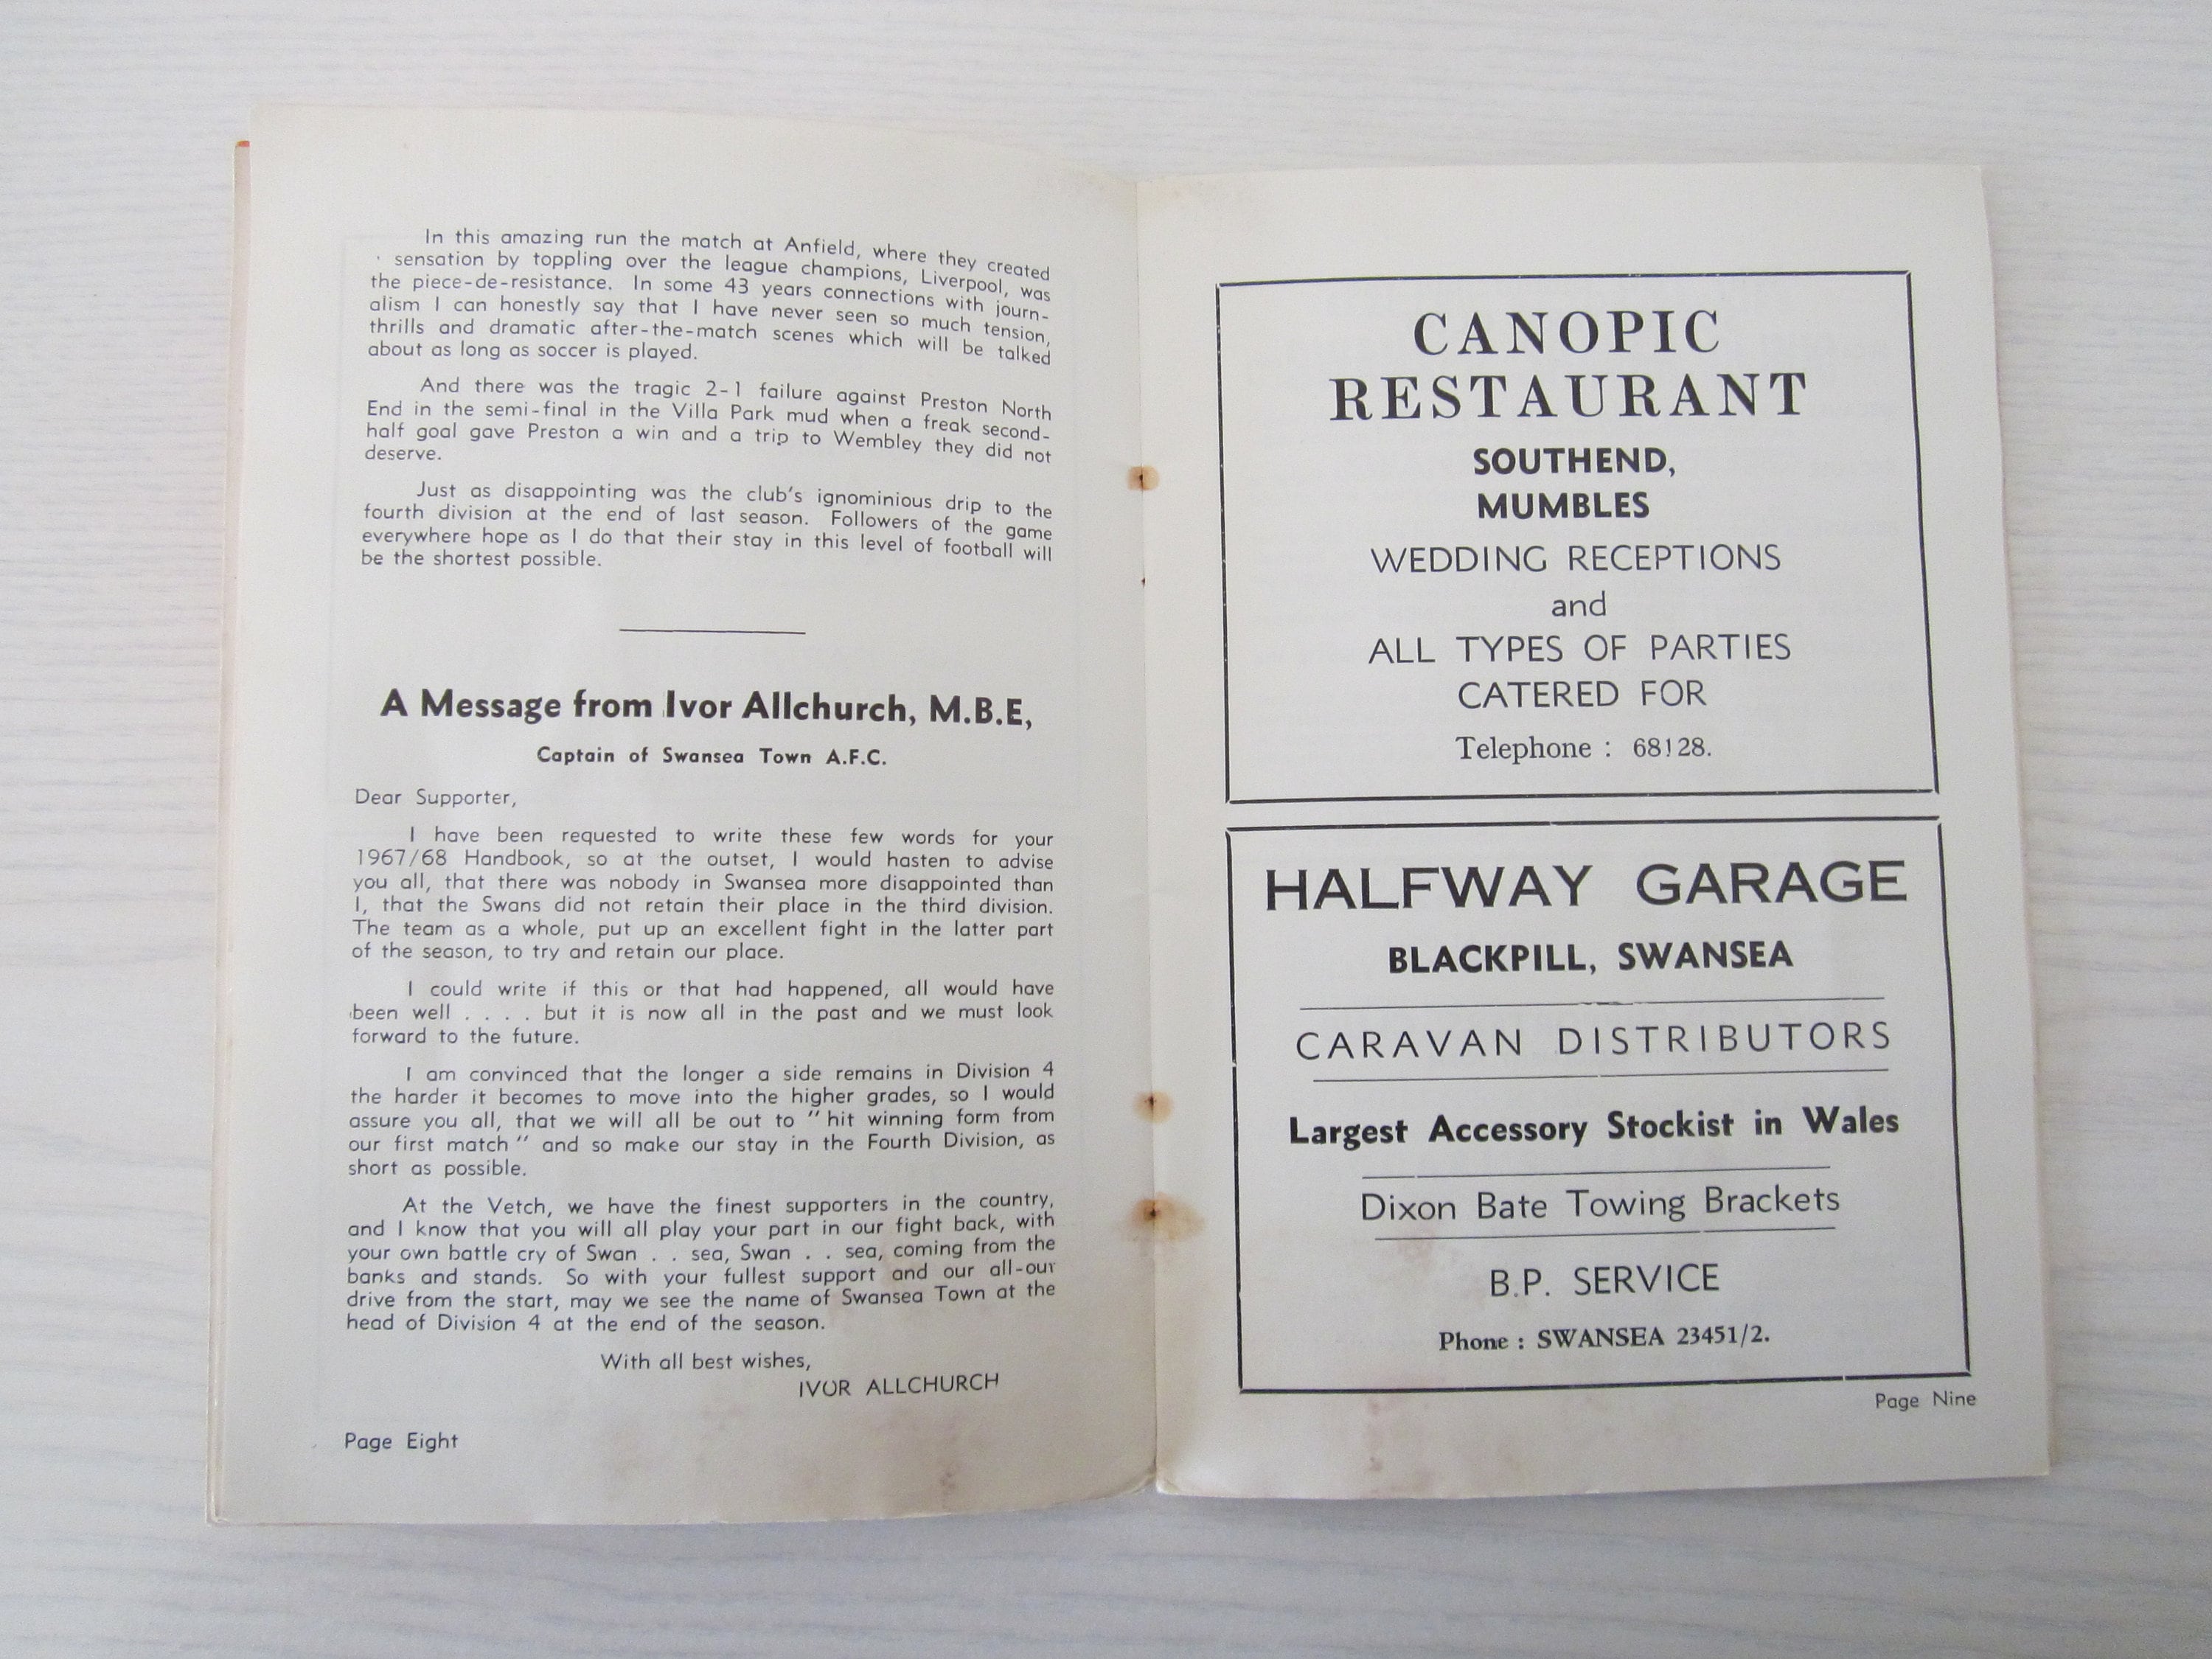 In this amazing run the match at Anfield, where they created
sensation by toppling over the league champions, Liverpool, was
the piece-de-resistance. In some 43 years connections with journ-
alism I can honestly say that I have never seen so much tension,
thrills and dramatic after-the-match scenes which will be talked
about as long as soccer is played.
And there was the tragic 2-1 failure against Preston North
End in the semi-final in the Villa Park mud when a freak second-
half goal gave Preston a win and a trip to Wembley they did not
deserve.
Just as disappointing was the club's ignominious drip to the
fourth division at the end of last season. Followers of the game
everywhere hope as I do that their stay in this level of football will
be the shortest possible.
A Message from Ivor Allchurch, M.B.E,
Captain of Swansea Town A.F.C.
Dear Supporter,
I have been requested to write these few words for your
1967/68 Handbook, so at the outset, I would hasten to advise
you all, that there was nobody in Swansea more disappointed than
I, that the Swans did not retain their place in the third division.
The team as a whole, put up an excellent fight in the latter part
of the season, to try and retain our place.
I could write if this or that had happened, all would have
been well . . . . but it is now all in the past and we must look
forward to the future.
I am convinced that the longer a side remains in Division 4
the harder it becomes to move into the higher grades, so I would
assure you all, that we will all be out to "hit winning form from
our first match" and so make our stay in the Fourth Division, as
short as possible.
At the Vetch, we have the finest supporters in the country,
and I know that you will all play your part in our fight back, with
your own battle cry of Swan . . sea, Swan . . sea, coming from the
banks and stands. So with your fullest support and our all-out
drive from the start, may we see the name of Swansea Town at the
head of Division 4 at the end of the season.
With all best wishes,
IVOR ALLCHURCH
Page Eight
CANOPIC
RESTAURANT
SOUTHEND,
MUMBLES
WEDDING RECEPTIONS
and
ALL TYPES OF PARTIES
CATERED FOR
Telephone : 68128.
HALFWAY GARAGE
BLACKPILL, SWANSEA
CARAVAN DISTRIBUTORS
Largest Accessory Stockist in Wales
Dixon Bate Towing Brackets
B.P. SERVICE
Phone : SWANSEA 23451/2.
Page Nine